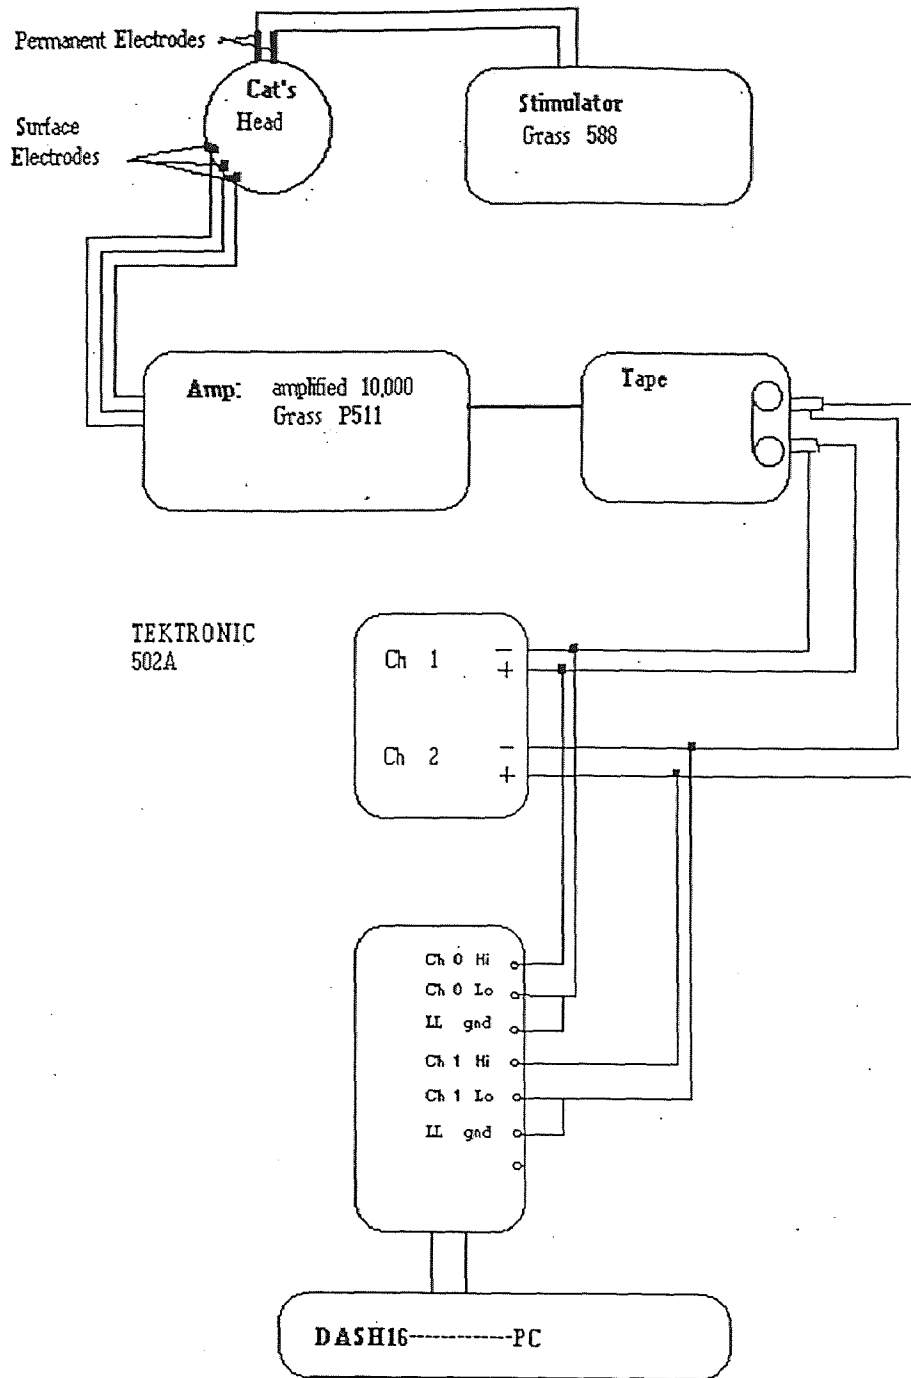 Permanent Electrodes
Cat's
Head
Stimulator
Grass 588
Surface
Electrodes
Amp: amplified 10,000
Grass P511
Tape
TEKTRONIC
502A
Ch 1 −
+
Ch 2 −
+
Ch 0 Hi
Ch 0 Lo
LL gnd
Ch 1 Hi
Ch 1 Lo
LL gnd
DASH16------------PC